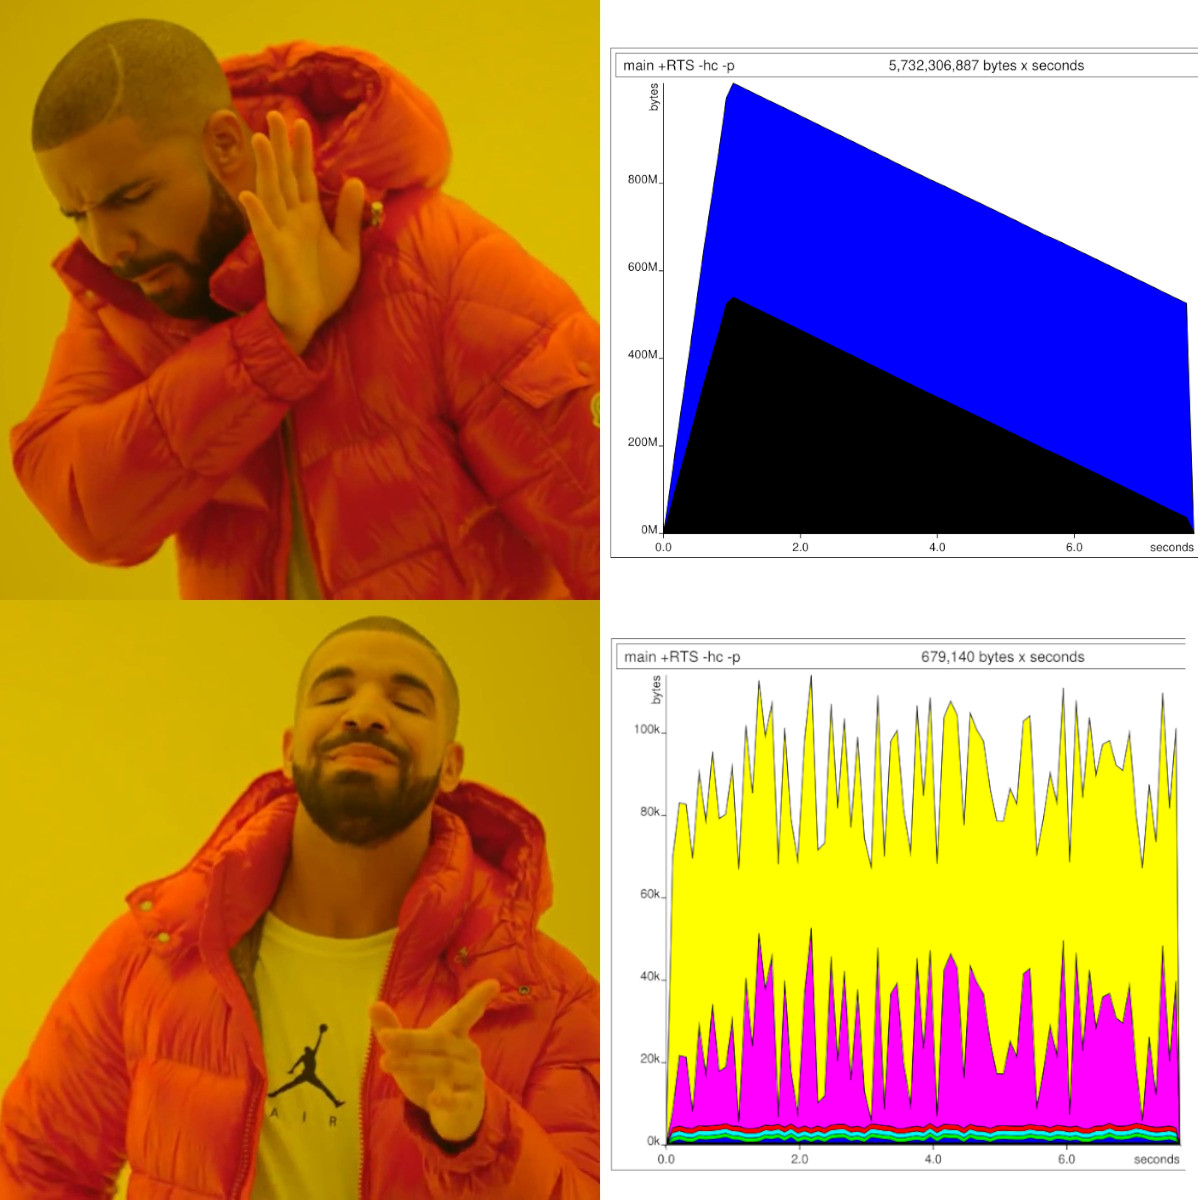 main +RTS -hc -p 5,732,306,887 bytes x seconds
bytes
800M
600M
400M
200M
0M
0.0 2.0 4.0 6.0 seconds
main +RTS -hc -p 679,140 bytes x seconds
bytes
100k
80k
60k
40k
20k
0k
0.0 2.0 4.0 6.0 seconds
A I R